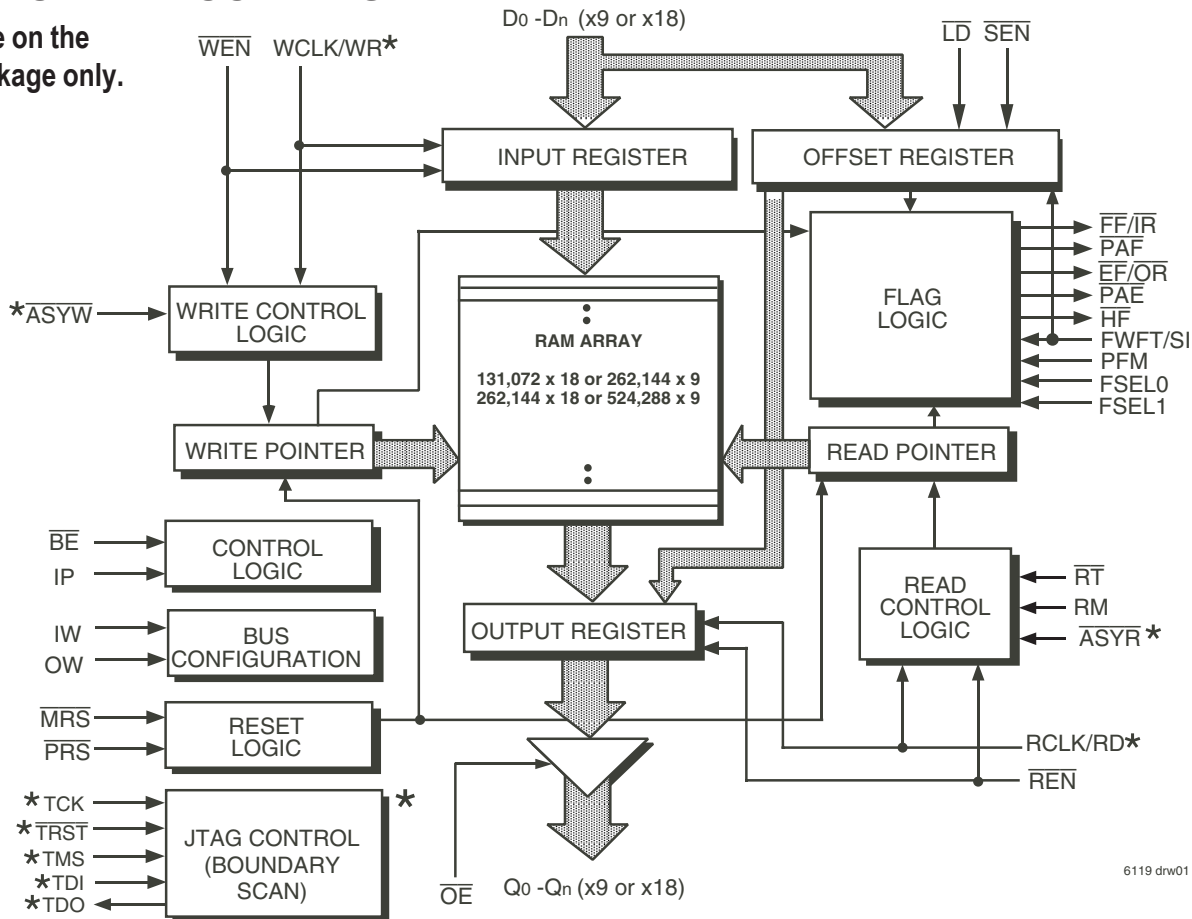 e on the
kage only.
D0 -Dn (x9 or x18)
WEN
WCLK/WR*
LD
SEN
INPUT REGISTER
OFFSET REGISTER
*ASYW
WRITE CONTROL
LOGIC
RAM ARRAY
131,072 x 18 or 262,144 x 9
262,144 x 18 or 524,288 x 9
FLAG
LOGIC
FF/IR
PAF
EF/OR
PAE
HF
FWFT/SI
PFM
FSEL0
FSEL1
WRITE POINTER
READ POINTER
BE
IP
CONTROL
LOGIC
IW
OW
BUS
CONFIGURATION
OUTPUT REGISTER
READ
CONTROL
LOGIC
RT
RM
ASYR*
MRS
PRS
RESET
LOGIC
RCLK/RD*
REN
*TCK
*TRST
*TMS
*TDI
*TDO
JTAG CONTROL
(BOUNDARY
SCAN)
*
OE
Q0 -Qn (x9 or x18)
6119 drw01